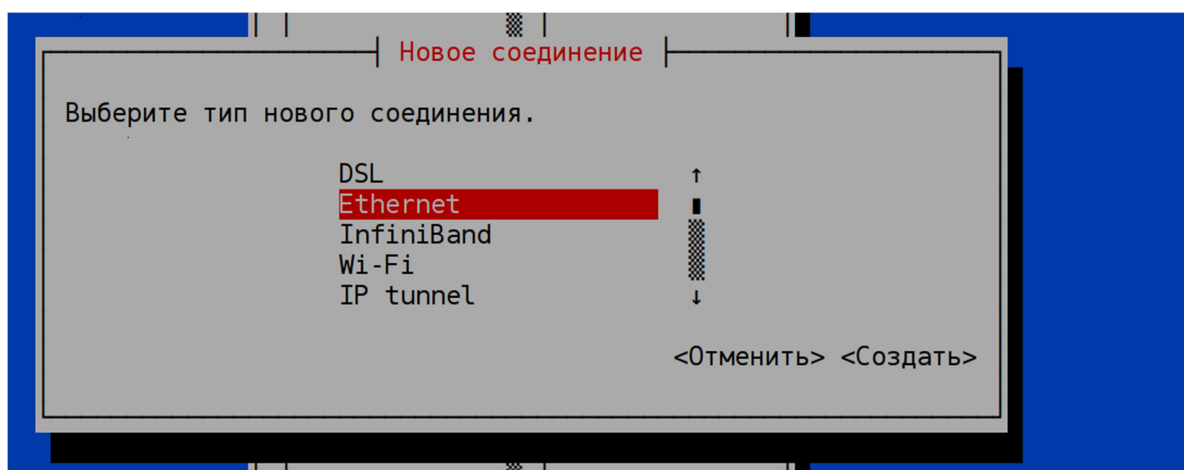 Новое соединение
Выберите тип нового соединения.
DSL
Ethernet
InfiniBand
Wi-Fi
IP tunnel
<Отменить> <Создать>